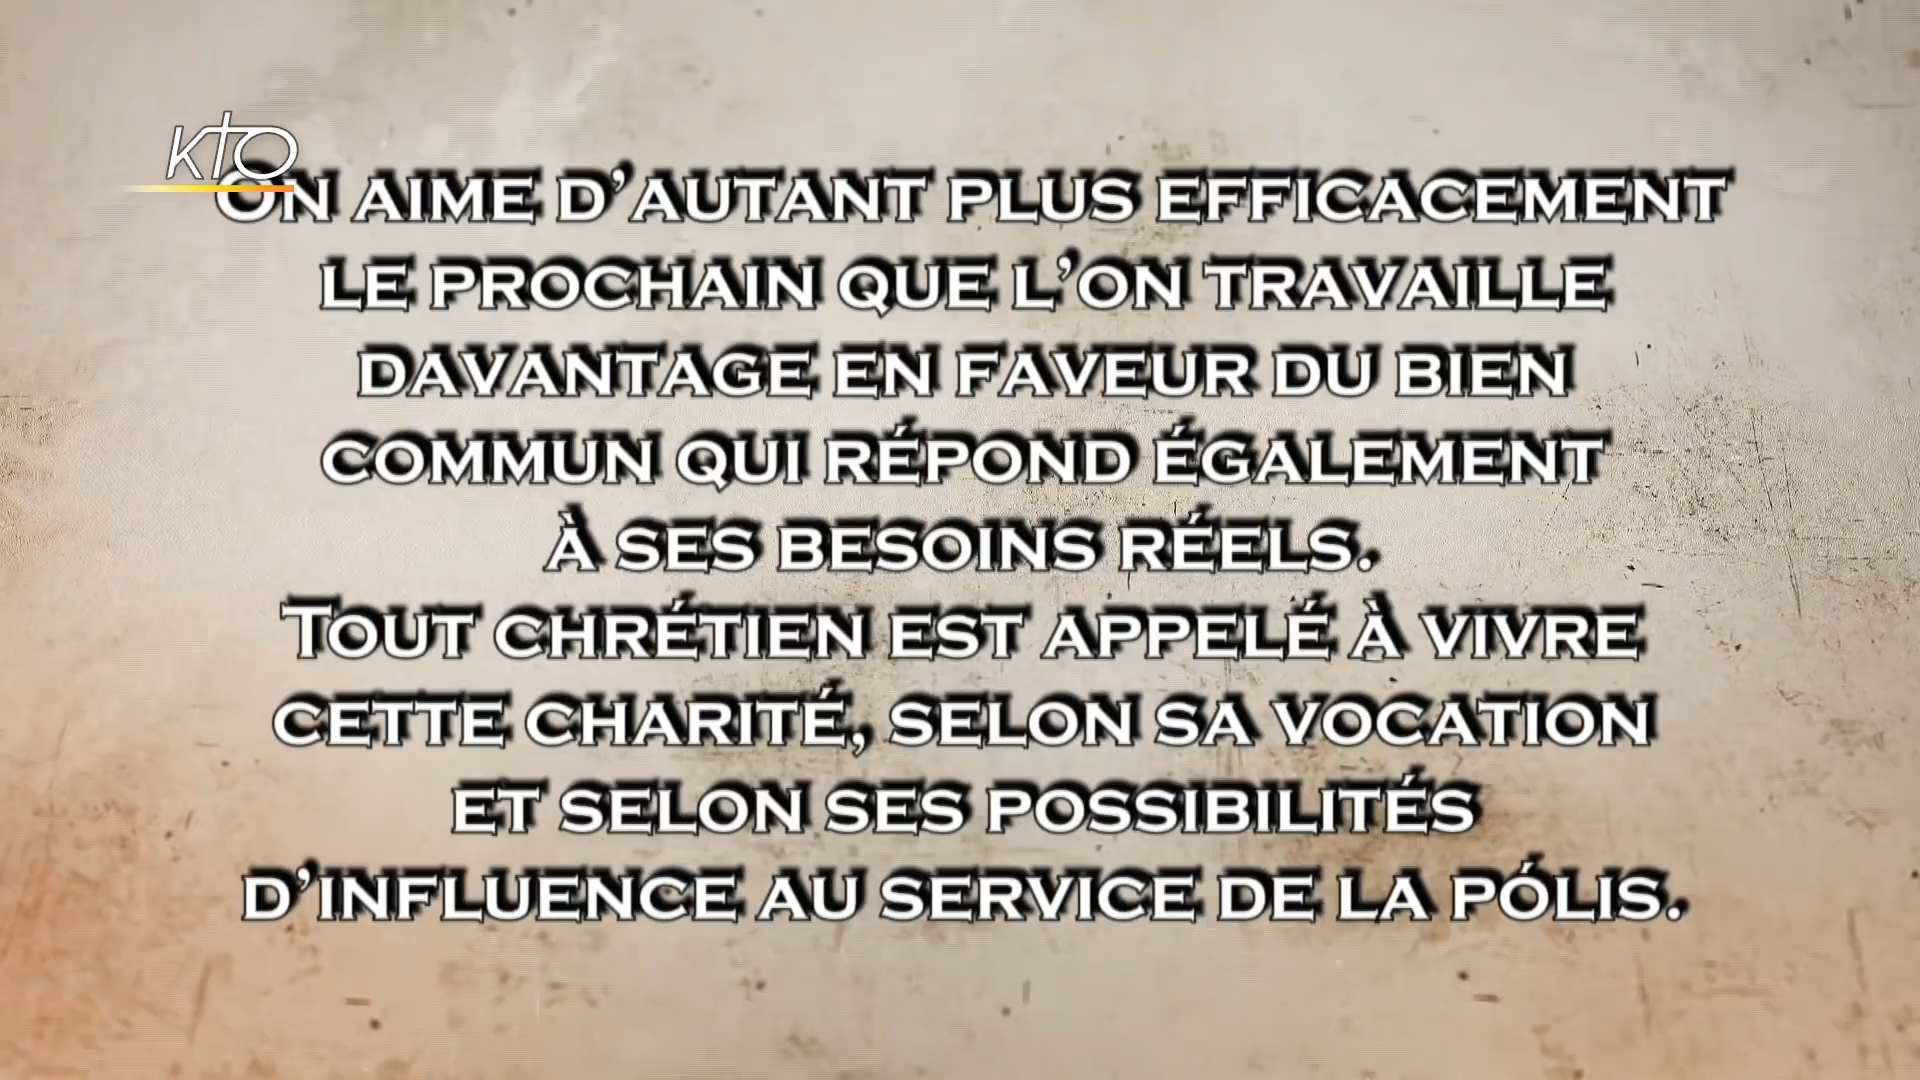 KTO
On aime d’autant plus efficacement
le prochain que l’on travaille
davantage en faveur du bien
commun qui répond également
à ses besoins réels.
Tout chrétien est appelé à vivre
cette charité, selon sa vocation
et selon ses possibilités
d’influence au service de la pólis.